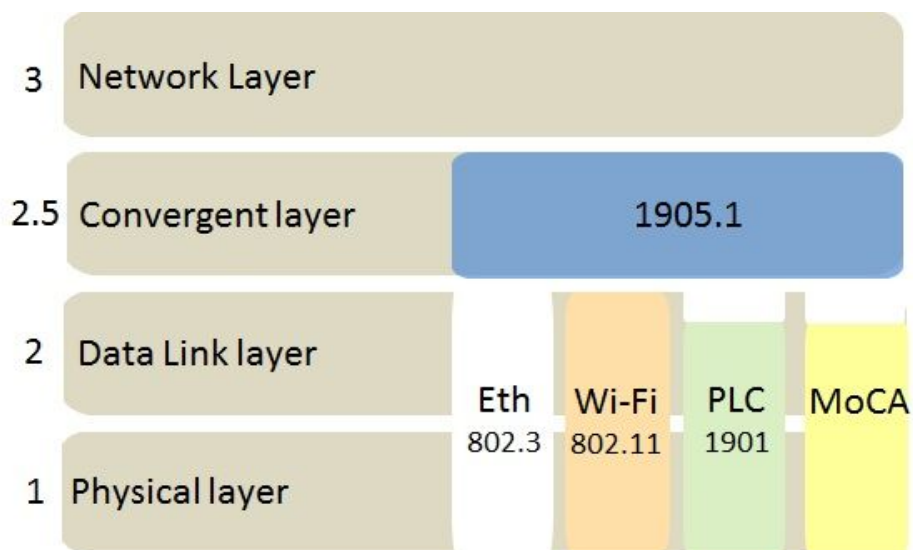 3 Network Layer
2.5 Convergent layer 1905.1
2 Data Link layer
Eth Wi-Fi PLC MoCA
802.3 802.11 1901
1 Physical layer